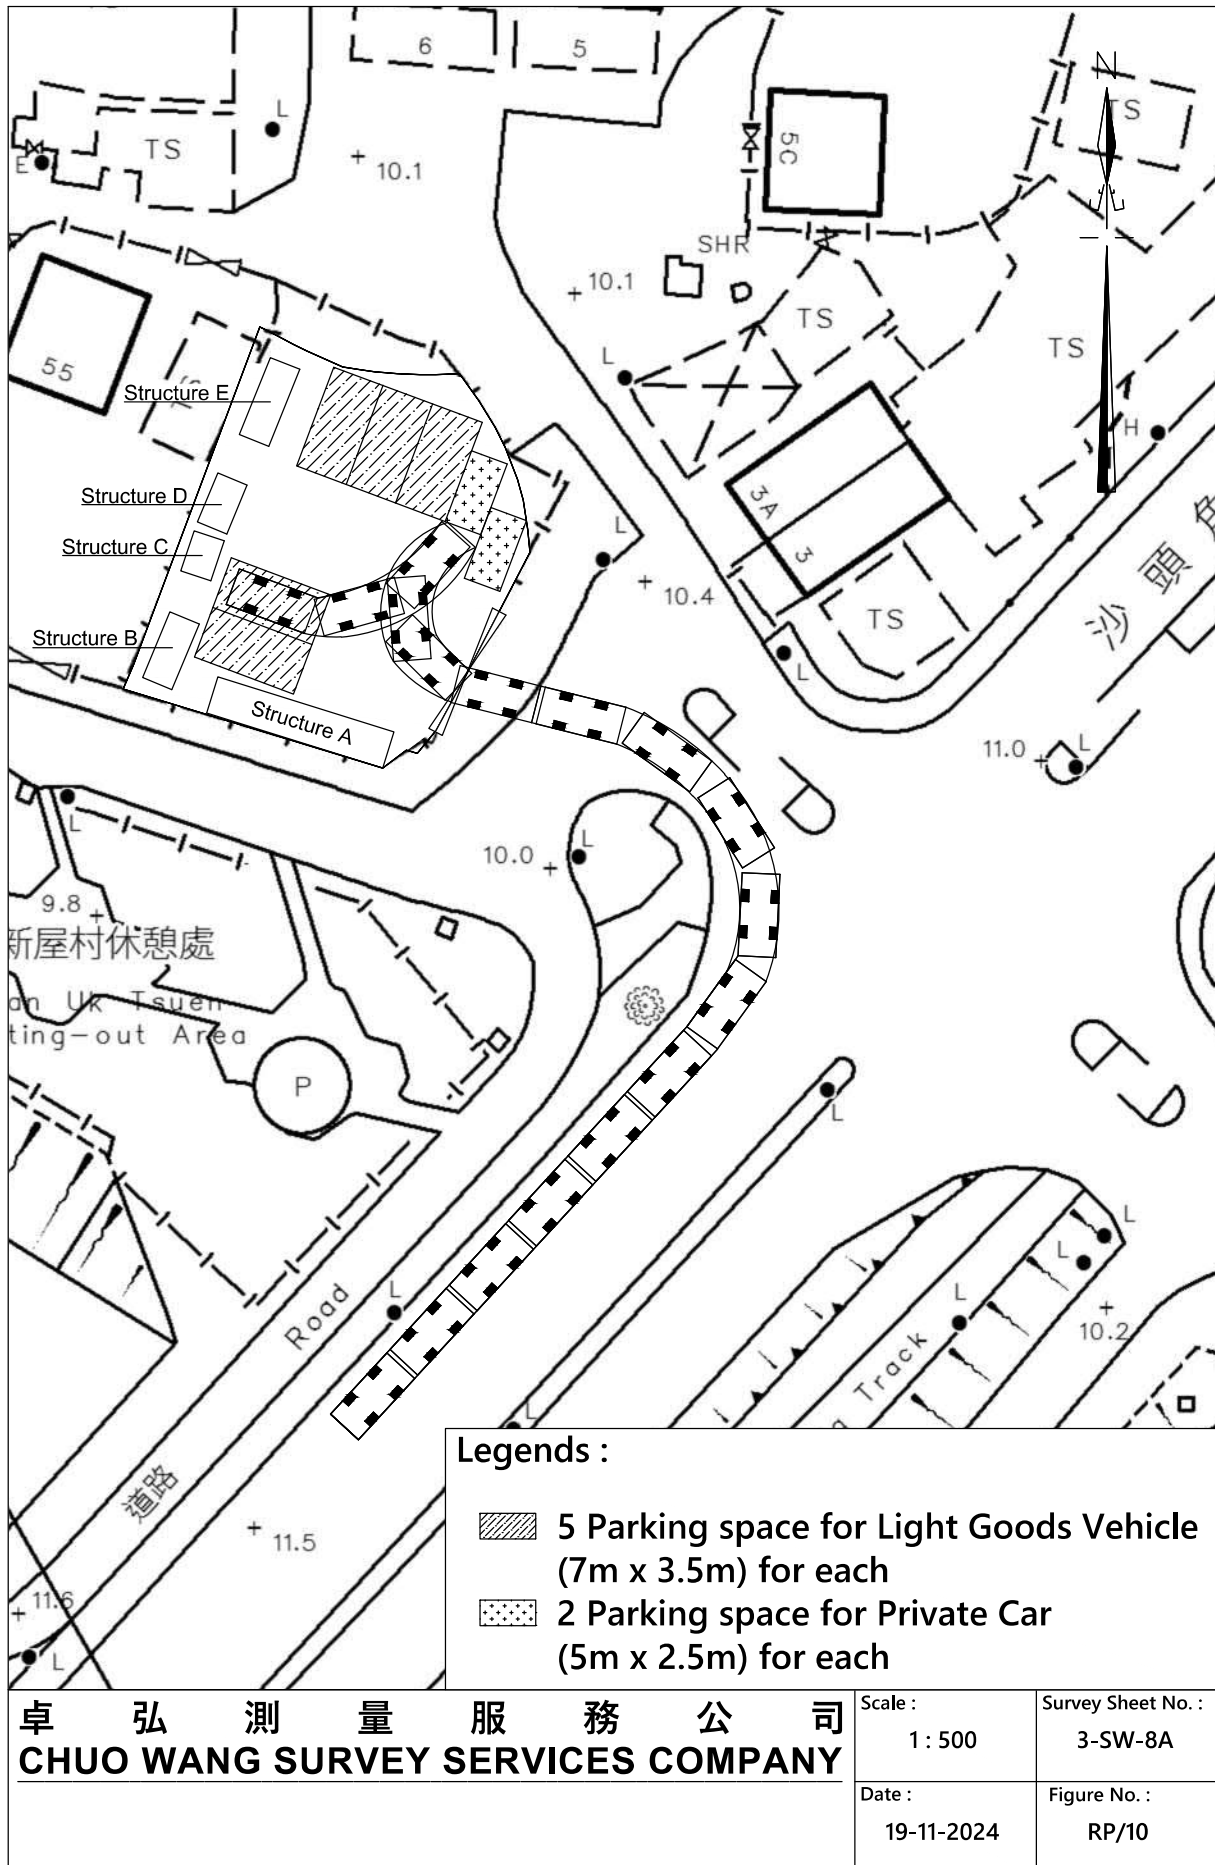 6
5
L
N
TS
TS
5C
E
10.1
SHR
10.1
TS
TS
L
55
Structure E
H
3A
Structure D
L
沙頭角
Structure C
3
10.4
TS
Structure B
L
Structure A
11.0
L
L
10.0
L
9.8
新屋村休憩處
an Uk Tsuen
ting-out Area
P
L
L
L
L
Road
L
10.2
Track
L
道路
11.5
11.6
L
Legends :
5 Parking space for Light Goods Vehicle
(7m x 3.5m) for each
2 Parking space for Private Car
(5m x 2.5m) for each
卓弘測量服務公司
CHUO WANG SURVEY SERVICES COMPANY
Scale :
1 : 500
Survey Sheet No. :
3-SW-8A
Date :
19-11-2024
Figure No. :
RP/10